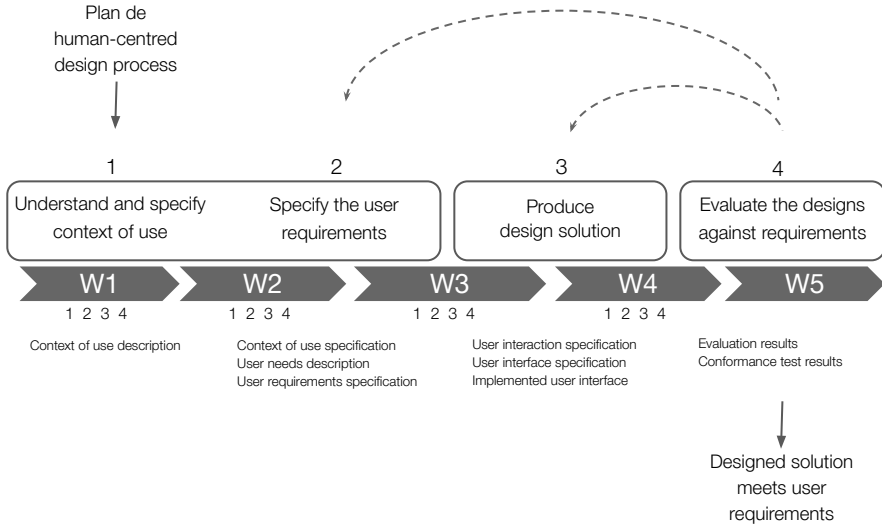 Plan de
human-centred
design process
1
2
3
4
Understand and specify
context of use
Specify the user
requirements
Produce
design solution
Evaluate the designs
against requirements
W1
W2
W3
W4
W5
1 2 3 4
1 2 3 4
1 2 3 4
1 2 3 4
Context of use description
Context of use specification
User needs description
User requirements specification
User interaction specification
User interface specification
Implemented user interface
Evaluation results
Conformance test results
Designed solution
meets user
requirements